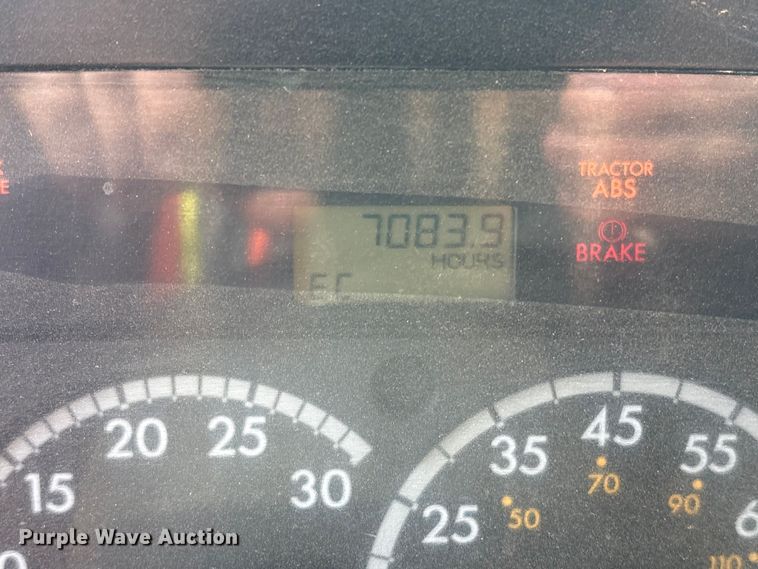 TRACTOR
ABS
7083.9
HOURS
BRAKE
15 20 25 30
25 35 45 55
50 70 90 110
Purple Wave Auction